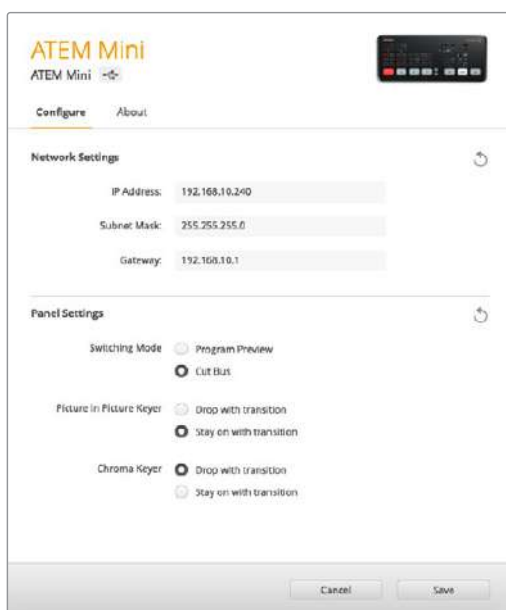 ATEM Mini
ATEM Mini
Configure About
Network Settings
IP Address: 192.168.10.240
Subnet Mask: 255.255.255.0
Gateway: 192.168.10.1
Panel Settings
Switching Mode Program Preview
Cut Bus
Picture in Picture Keyer Drop with transition
Stay on with transition
Chroma Keyer Drop with transition
Stay on with transition
Cancel Save